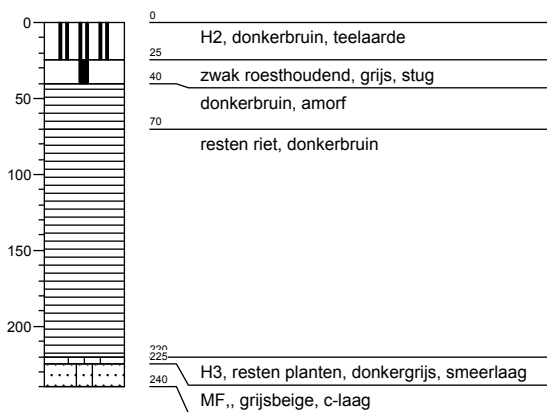 0
0
H2, donkerbruin, teelaarde
25
zwak roesthoudend, grijs, stug
40
50
donkerbruin, amorf
70
resten riet, donkerbruin
100
150
200
220
225
H3, resten planten, donkergrijs, smeerlaag
240
MF,, grijsbeige, c-laag